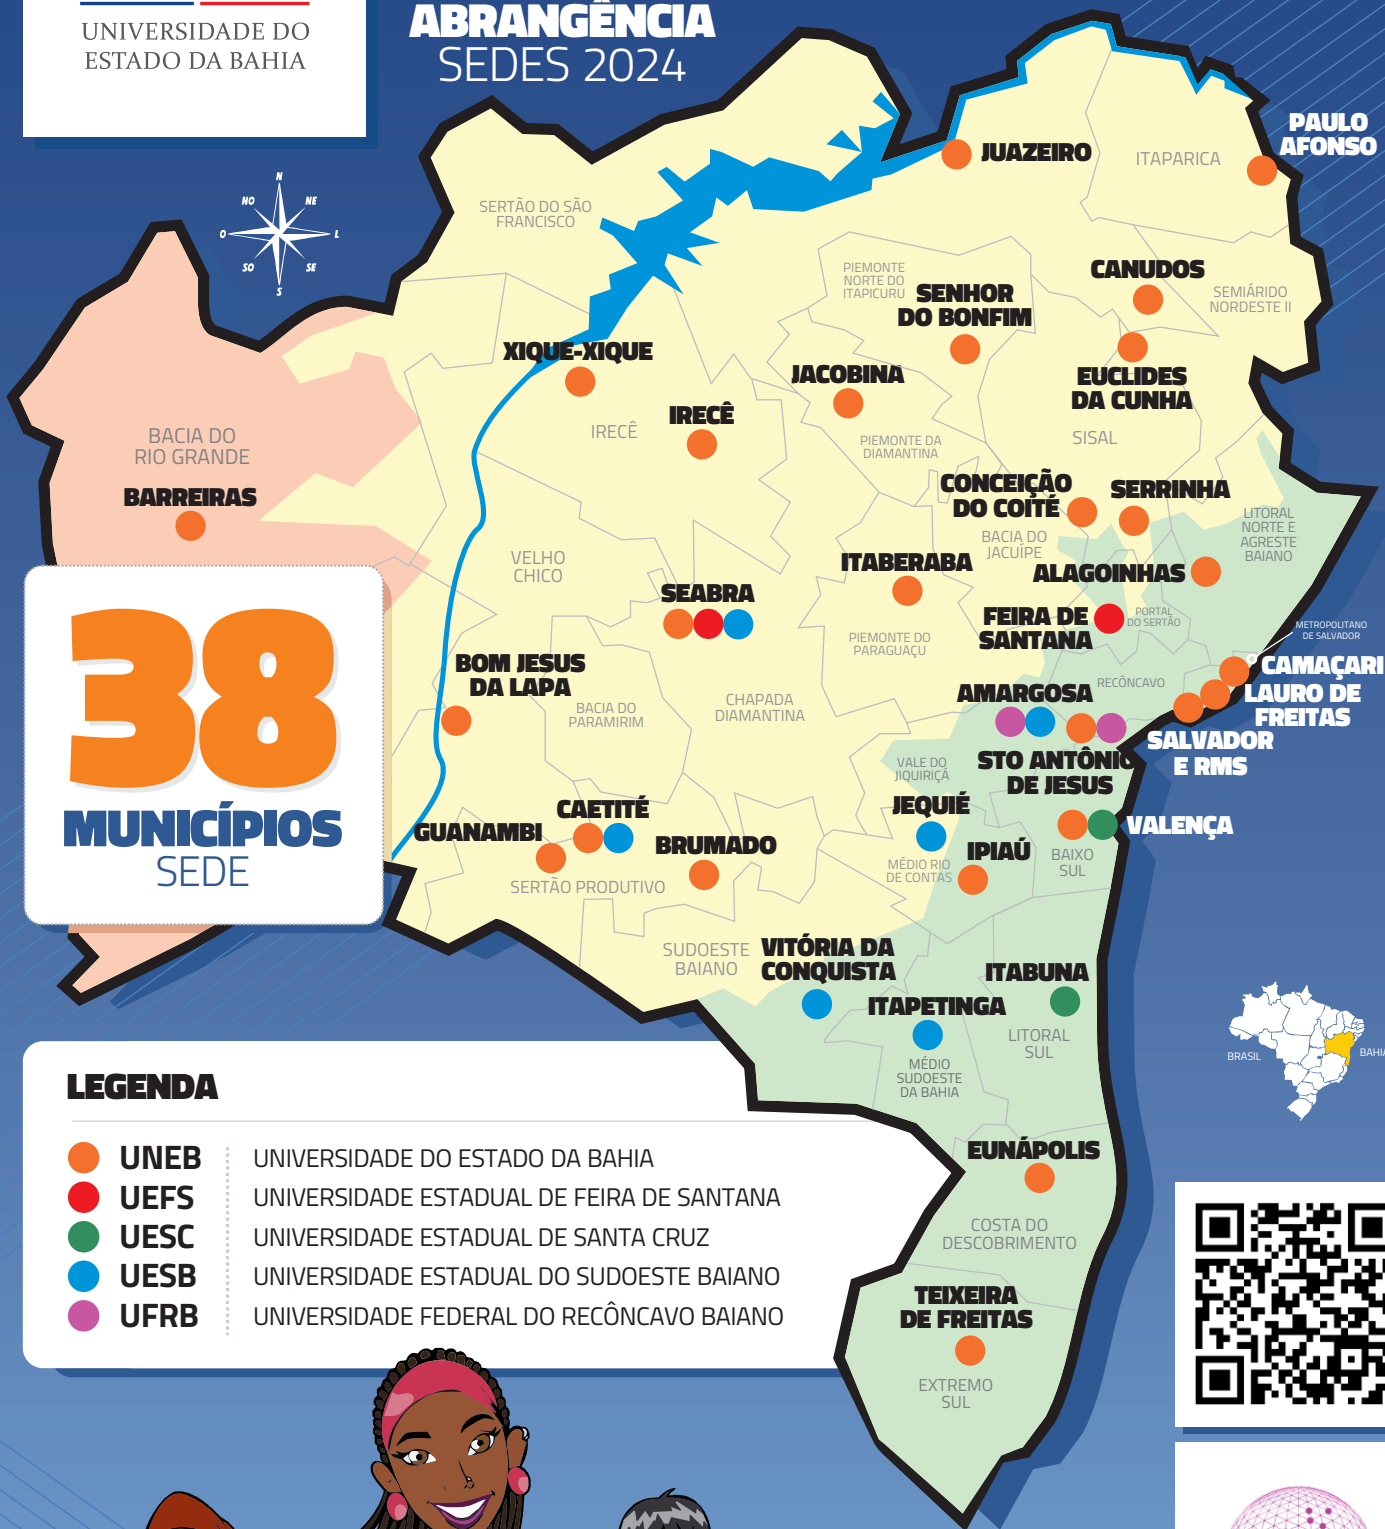 UNIVERSIDADE DO
ESTADO DA BAHIA
ABRANGÊNCIA
SEDES 2024
N
NO
NE
O
L
SO
SE
S
PAULO
AFONSO
JUAZEIRO
ITAPARICA
SERTÃO DO SÃO
FRANCISCO
PIEMONTE
NORTE DO
ITAPICURU
CANUDOS
SENHOR
DO BONFIM
SEMIÁRIDO
NORDESTE II
XIQUE-XIQUE
JACOBINA
EUCLIDES
DA CUNHA
IRECÊ
IRECÊ
BACIA DO
RIO GRANDE
PIEMONTE DA
DIAMANTINA
SISAL
BARREIRAS
CONCEIÇÃO
DO COITÉ
SERRINHA
LITORAL
NORTE E
AGRESTE
BAIANO
BACIA DO
JACUÍPE
VELHO
CHICO
ITABERABA
ALAGOINHAS
SEABRA
FEIRA DE
SANTANA
PORTAL
DO SERTÃO
METROPOLITANO
DE SALVADOR
PIEMONTE DO
PARAGUAÇU
38
MUNICÍPIOS
SEDE
BOM JESUS
DA LAPA
BACIA DO
PARAMIRIM
CHAPADA
DIAMANTINA
AMARGOSA
RECÔNCAVO
CAMAÇARI
LAURO DE
FREITAS
SALVADOR
E RMS
STO ANTÔNIO
DE JESUS
VALE DO
JIQUIRIÇÁ
JEQUIÉ
CAETITÉ
GUANAMBI
BRUMADO
VALENÇA
IPIAÚ
BAIXO
SUL
MÉDIO RIO
DE CONTAS
SERTÃO PRODUTIVO
SUDOESTE
BAIANO
VITÓRIA DA
CONQUISTA
ITABUNA
ITAPETINGA
LITORAL
SUL
MÉDIO
SUDOESTE
DA BAHIA
BRASIL
BAHIA
EUNÁPOLIS
COSTA DO
DESCOBRIMENTO
TEIXEIRA
DE FREITAS
EXTREMO
SUL
LEGENDA
UNEB UNIVERSIDADE DO ESTADO DA BAHIA
UEFS UNIVERSIDADE ESTADUAL DE FEIRA DE SANTANA
UESC UNIVERSIDADE ESTADUAL DE SANTA CRUZ
UESB UNIVERSIDADE ESTADUAL DO SUDOESTE BAIANO
UFRB UNIVERSIDADE FEDERAL DO RECÔNCAVO BAIANO